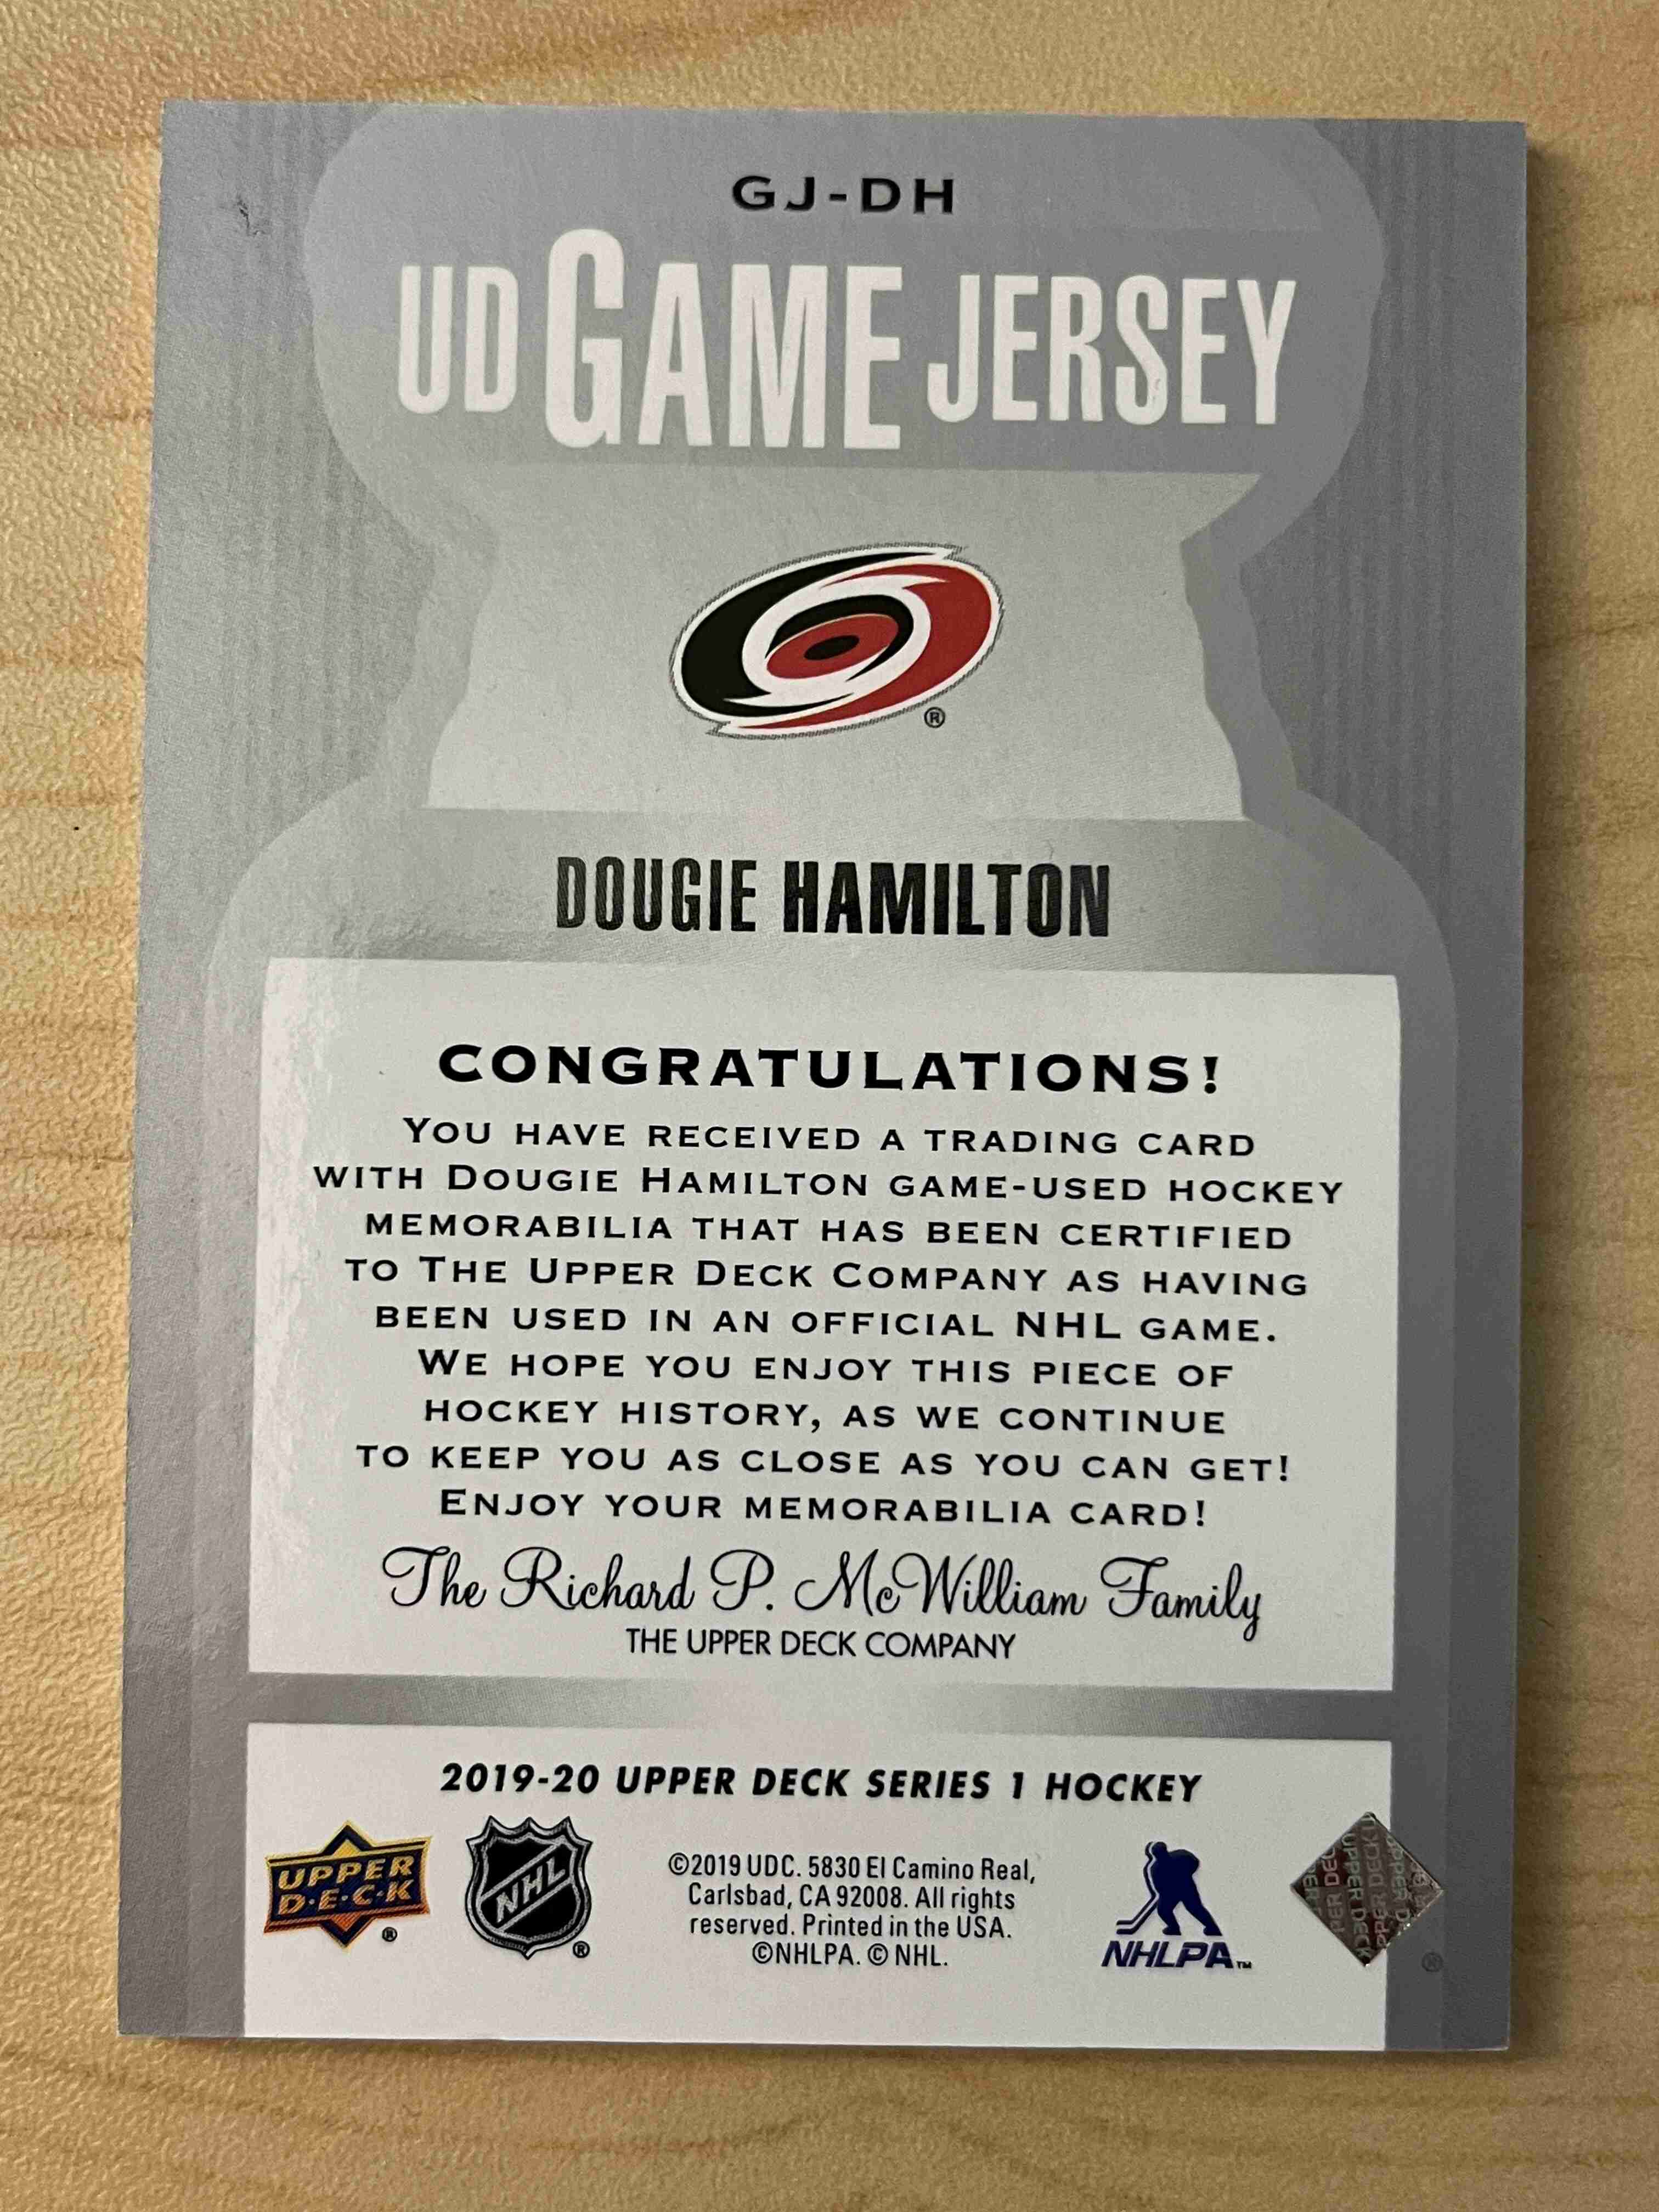 GJ-DH
UD GAME JERSEY
®
DOUGIE HAMILTON
CONGRATULATIONS!
YOU HAVE RECEIVED A TRADING CARD
WITH DOUGIE HAMILTON GAME-USED HOCKEY
MEMORABILIA THAT HAS BEEN CERTIFIED
TO THE UPPER DECK COMPANY AS HAVING
BEEN USED IN AN OFFICIAL NHL GAME.
WE HOPE YOU ENJOY THIS PIECE OF
HOCKEY HISTORY, AS WE CONTINUE
TO KEEP YOU AS CLOSE AS YOU CAN GET!
ENJOY YOUR MEMORABILIA CARD!
The Richard P. McWilliam Family
THE UPPER DECK COMPANY
2019-20 UPPER DECK SERIES 1 HOCKEY
UPPER
D·E·C·K
®
NHL
®
©2019 UDC. 5830 El Camino Real,
Carlsbad, CA 92008. All rights
reserved. Printed in the USA.
©NHLPA. © NHL.
NHLPA™
UPPER DECK
®